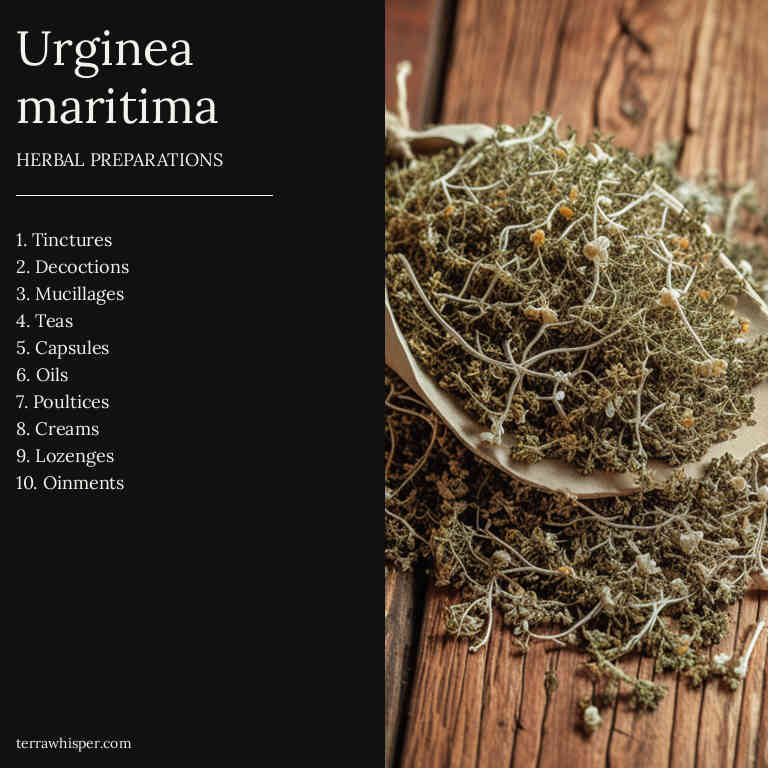 Urginea
maritima
HERBAL PREPARATIONS
1. Tinctures
2. Decoctions
3. Mucillages
4. Teas
5. Capsules
6. Oils
7. Poultices
8. Creams
9. Lozenges
10. Oinments
terrawhisper.com